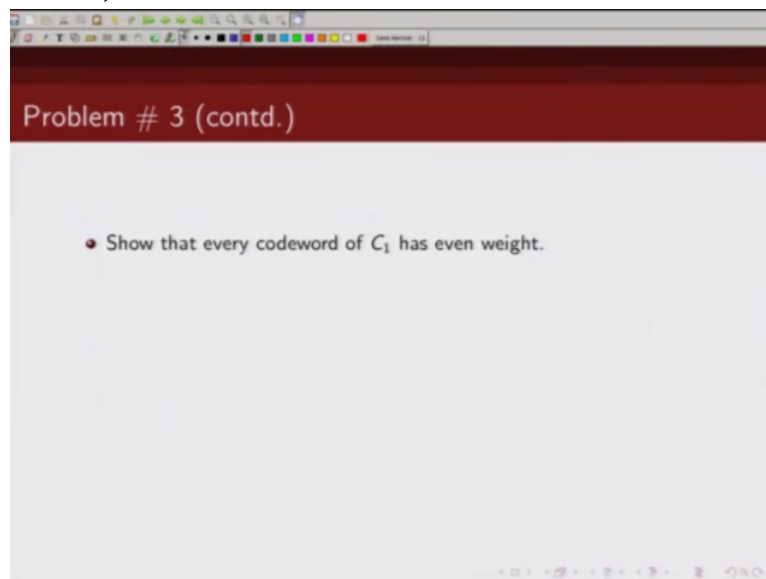 Problem # 3 (contd.)
Show that every codeword of C₁ has even weight.